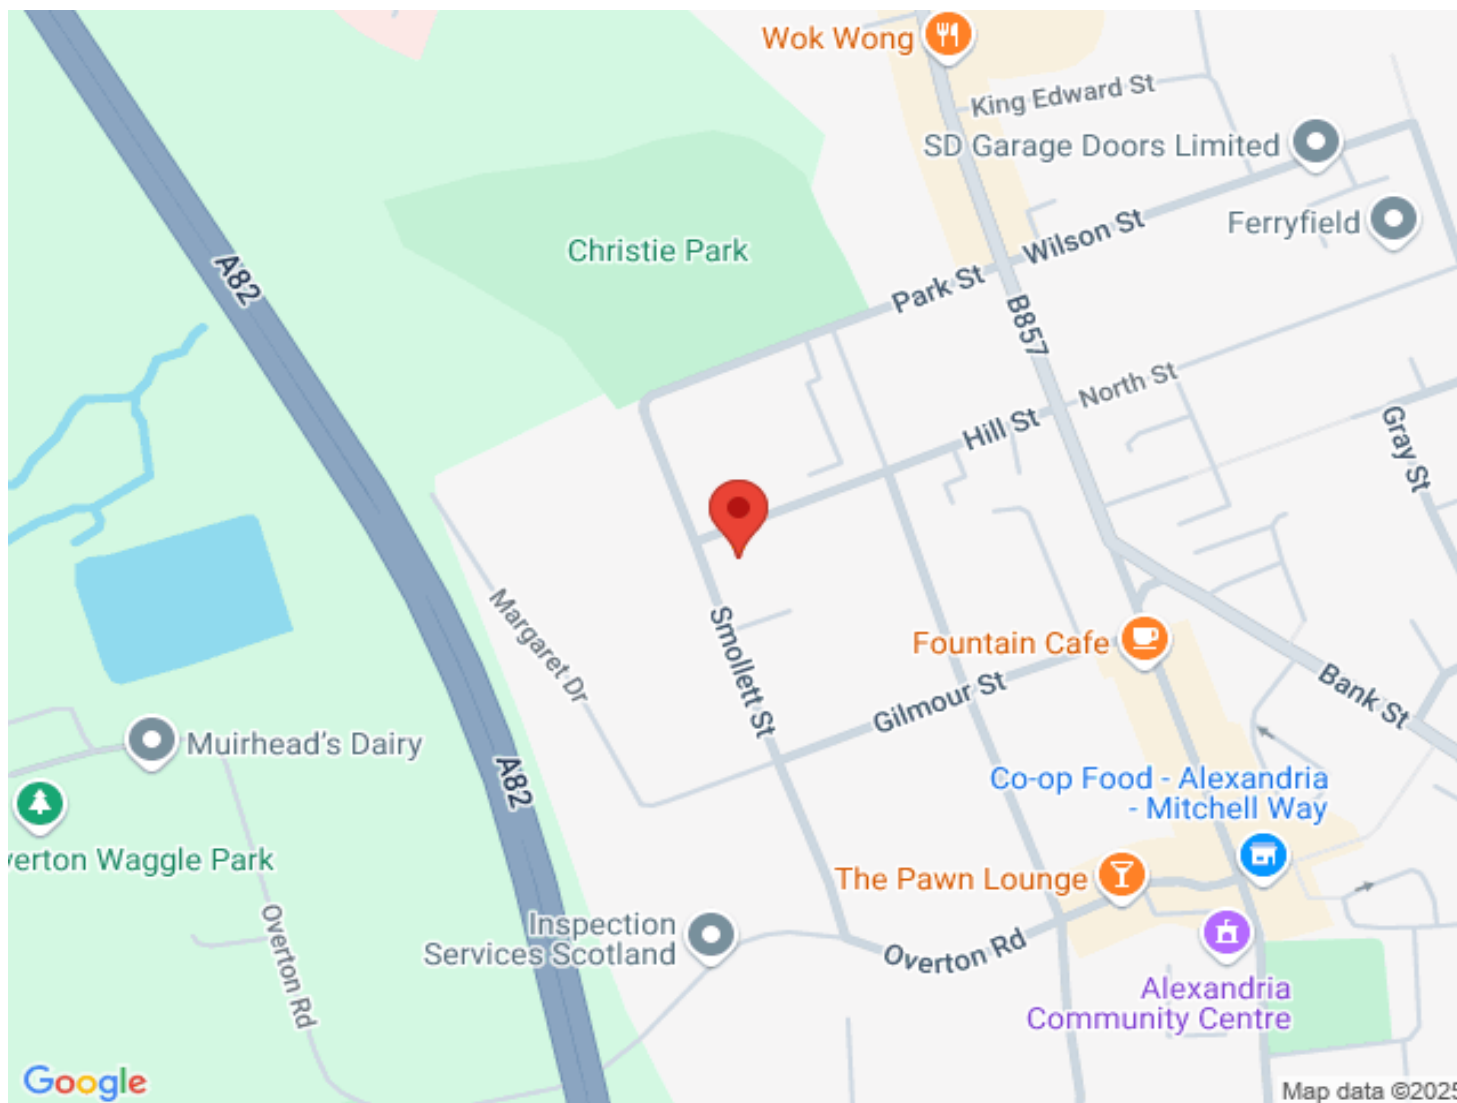 Wok Wong
King Edward St
SD Garage Doors Limited
Ferryfield
Wilson St
Christie Park
Park St
A82
B857
North St
Hill St
Gray St
Margaret Dr
Smollett St
Fountain Cafe
Gilmour St
Bank St
Muirhead's Dairy
A82
Co-op Food - Alexandria
- Mitchell Way
verton Waggle Park
The Pawn Lounge
Inspection
Services Scotland
Overton Rd
Overton Rd
Alexandria
Community Centre
Google
Map data ©2025